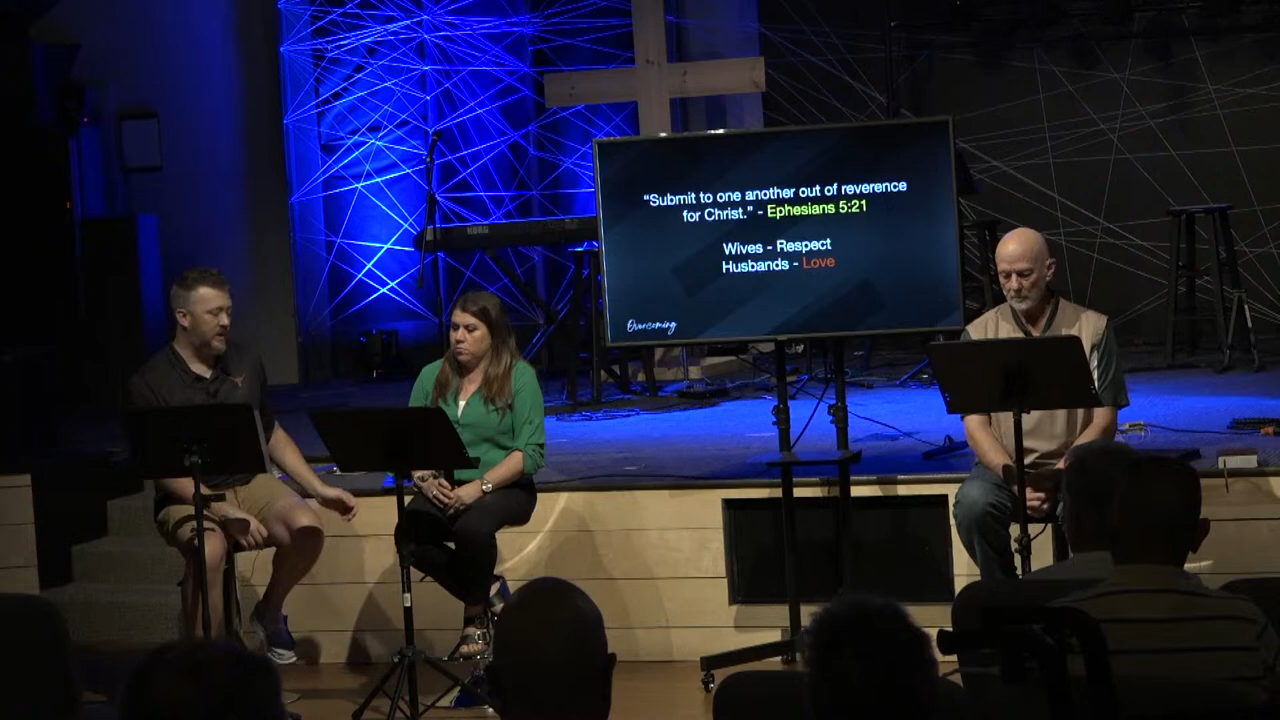 KORG
“Submit to one another out of reverence
for Christ.” - Ephesians 5:21
Wives - Respect
Husbands - Love
Overcoming